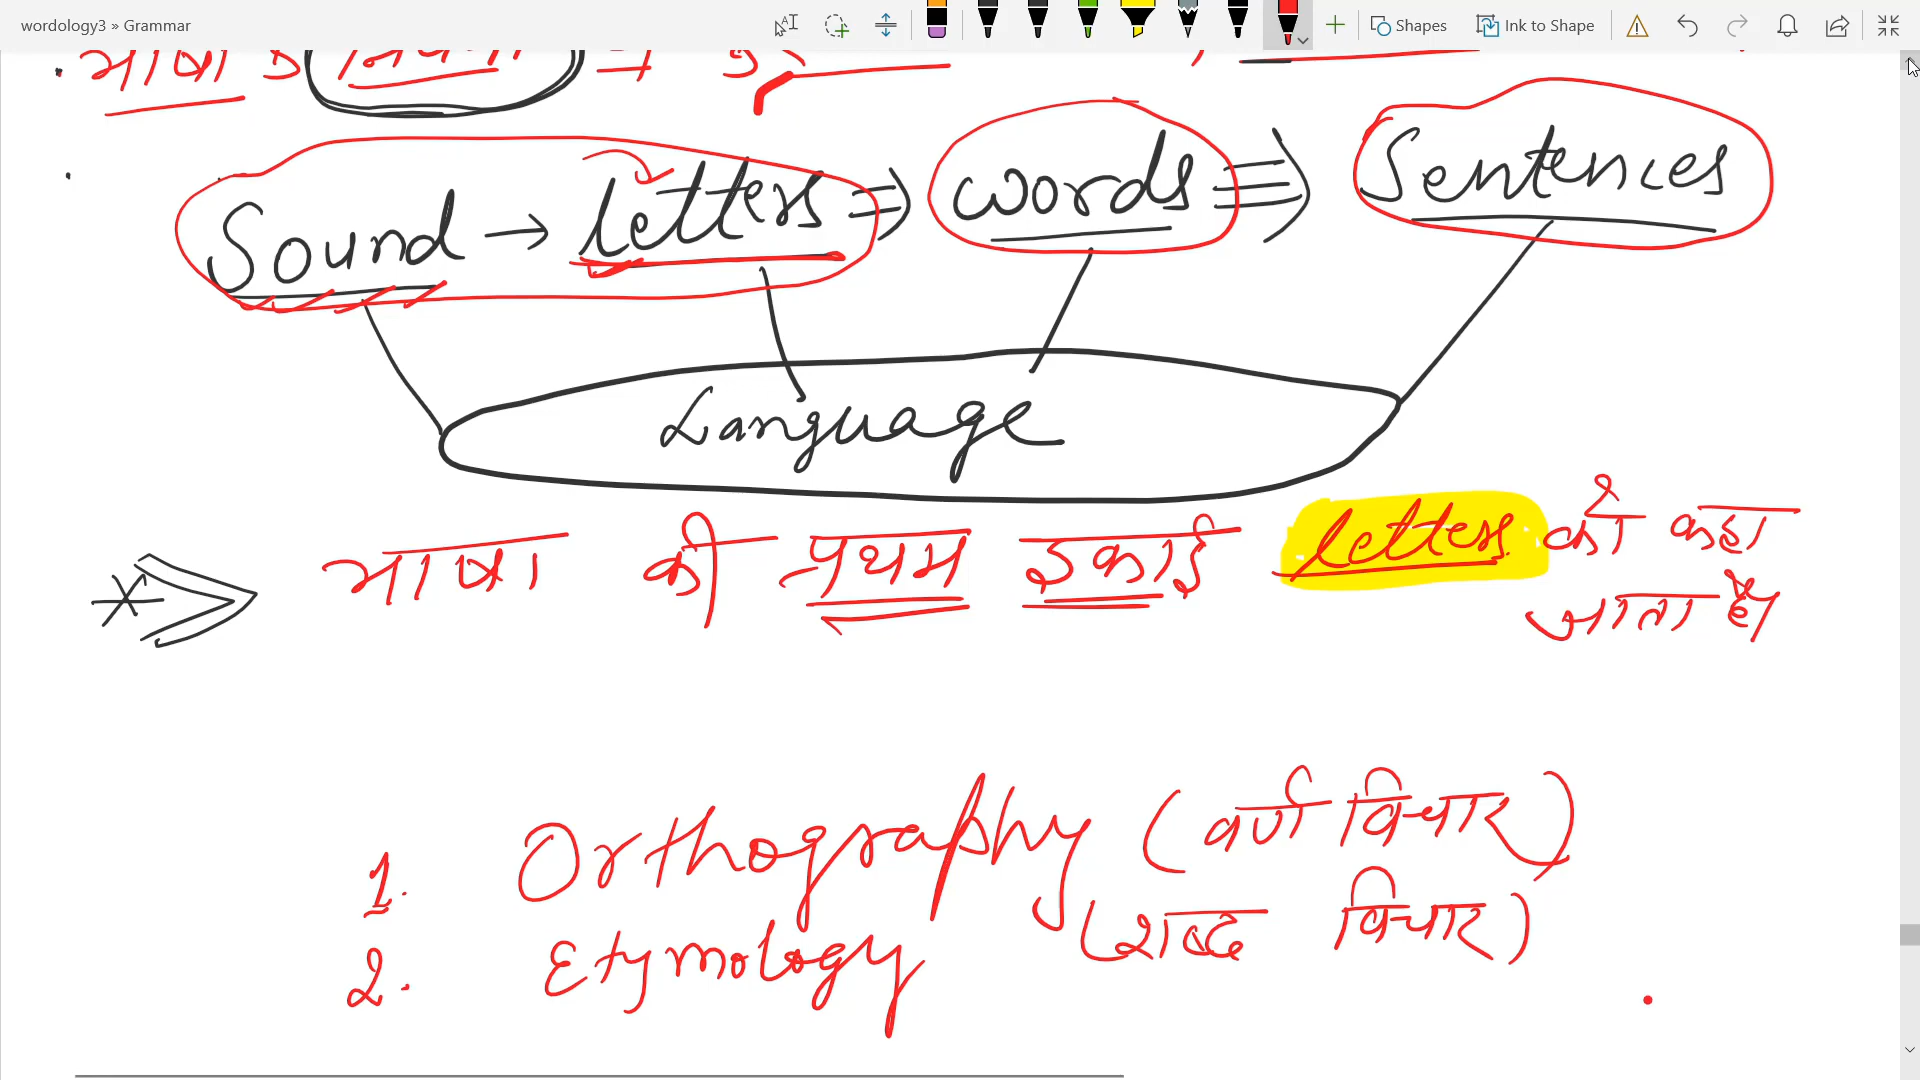 wordology3 » Grammar
Shapes
Ink to Shape
भाषा
Sound → letters ⇒ words ⇒ Sentences
Language
भाषा की प्रथम इकाई letters को कहा
जाता है।
1. Orthography (वर्ण विचार)
2. Etymology (शब्द विचार)